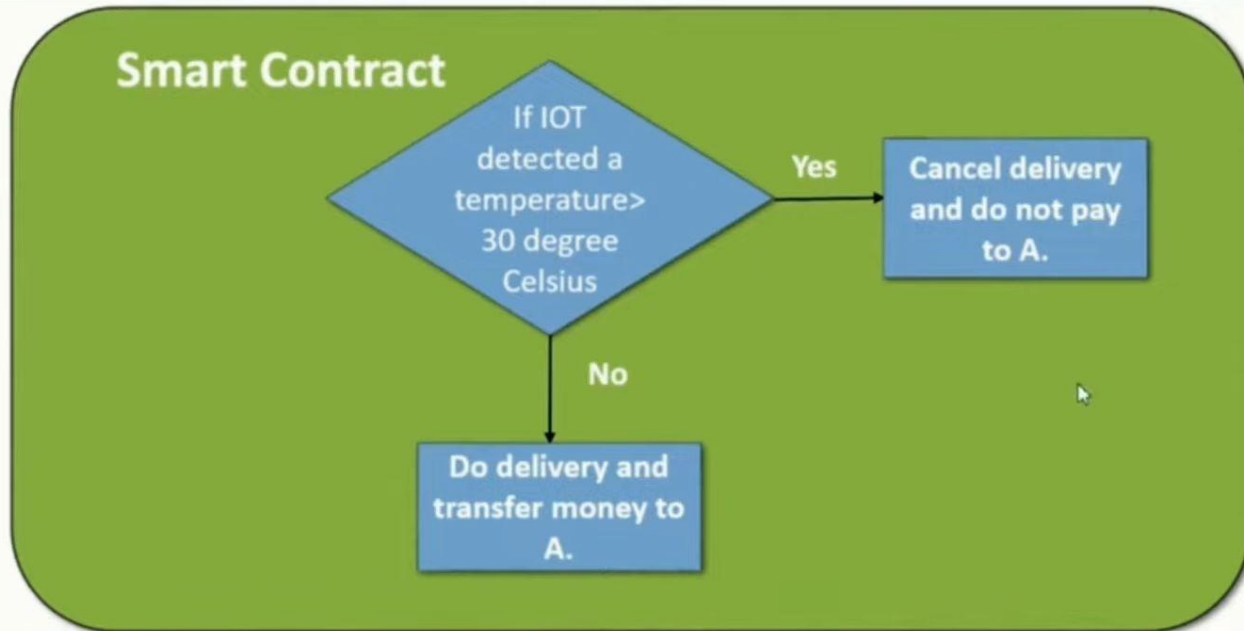 Smart Contract
If IOT
detected a
temperature>
30 degree
Celsius
Yes
Cancel delivery
and do not pay
to A.
No
Do delivery and
transfer money to
A.